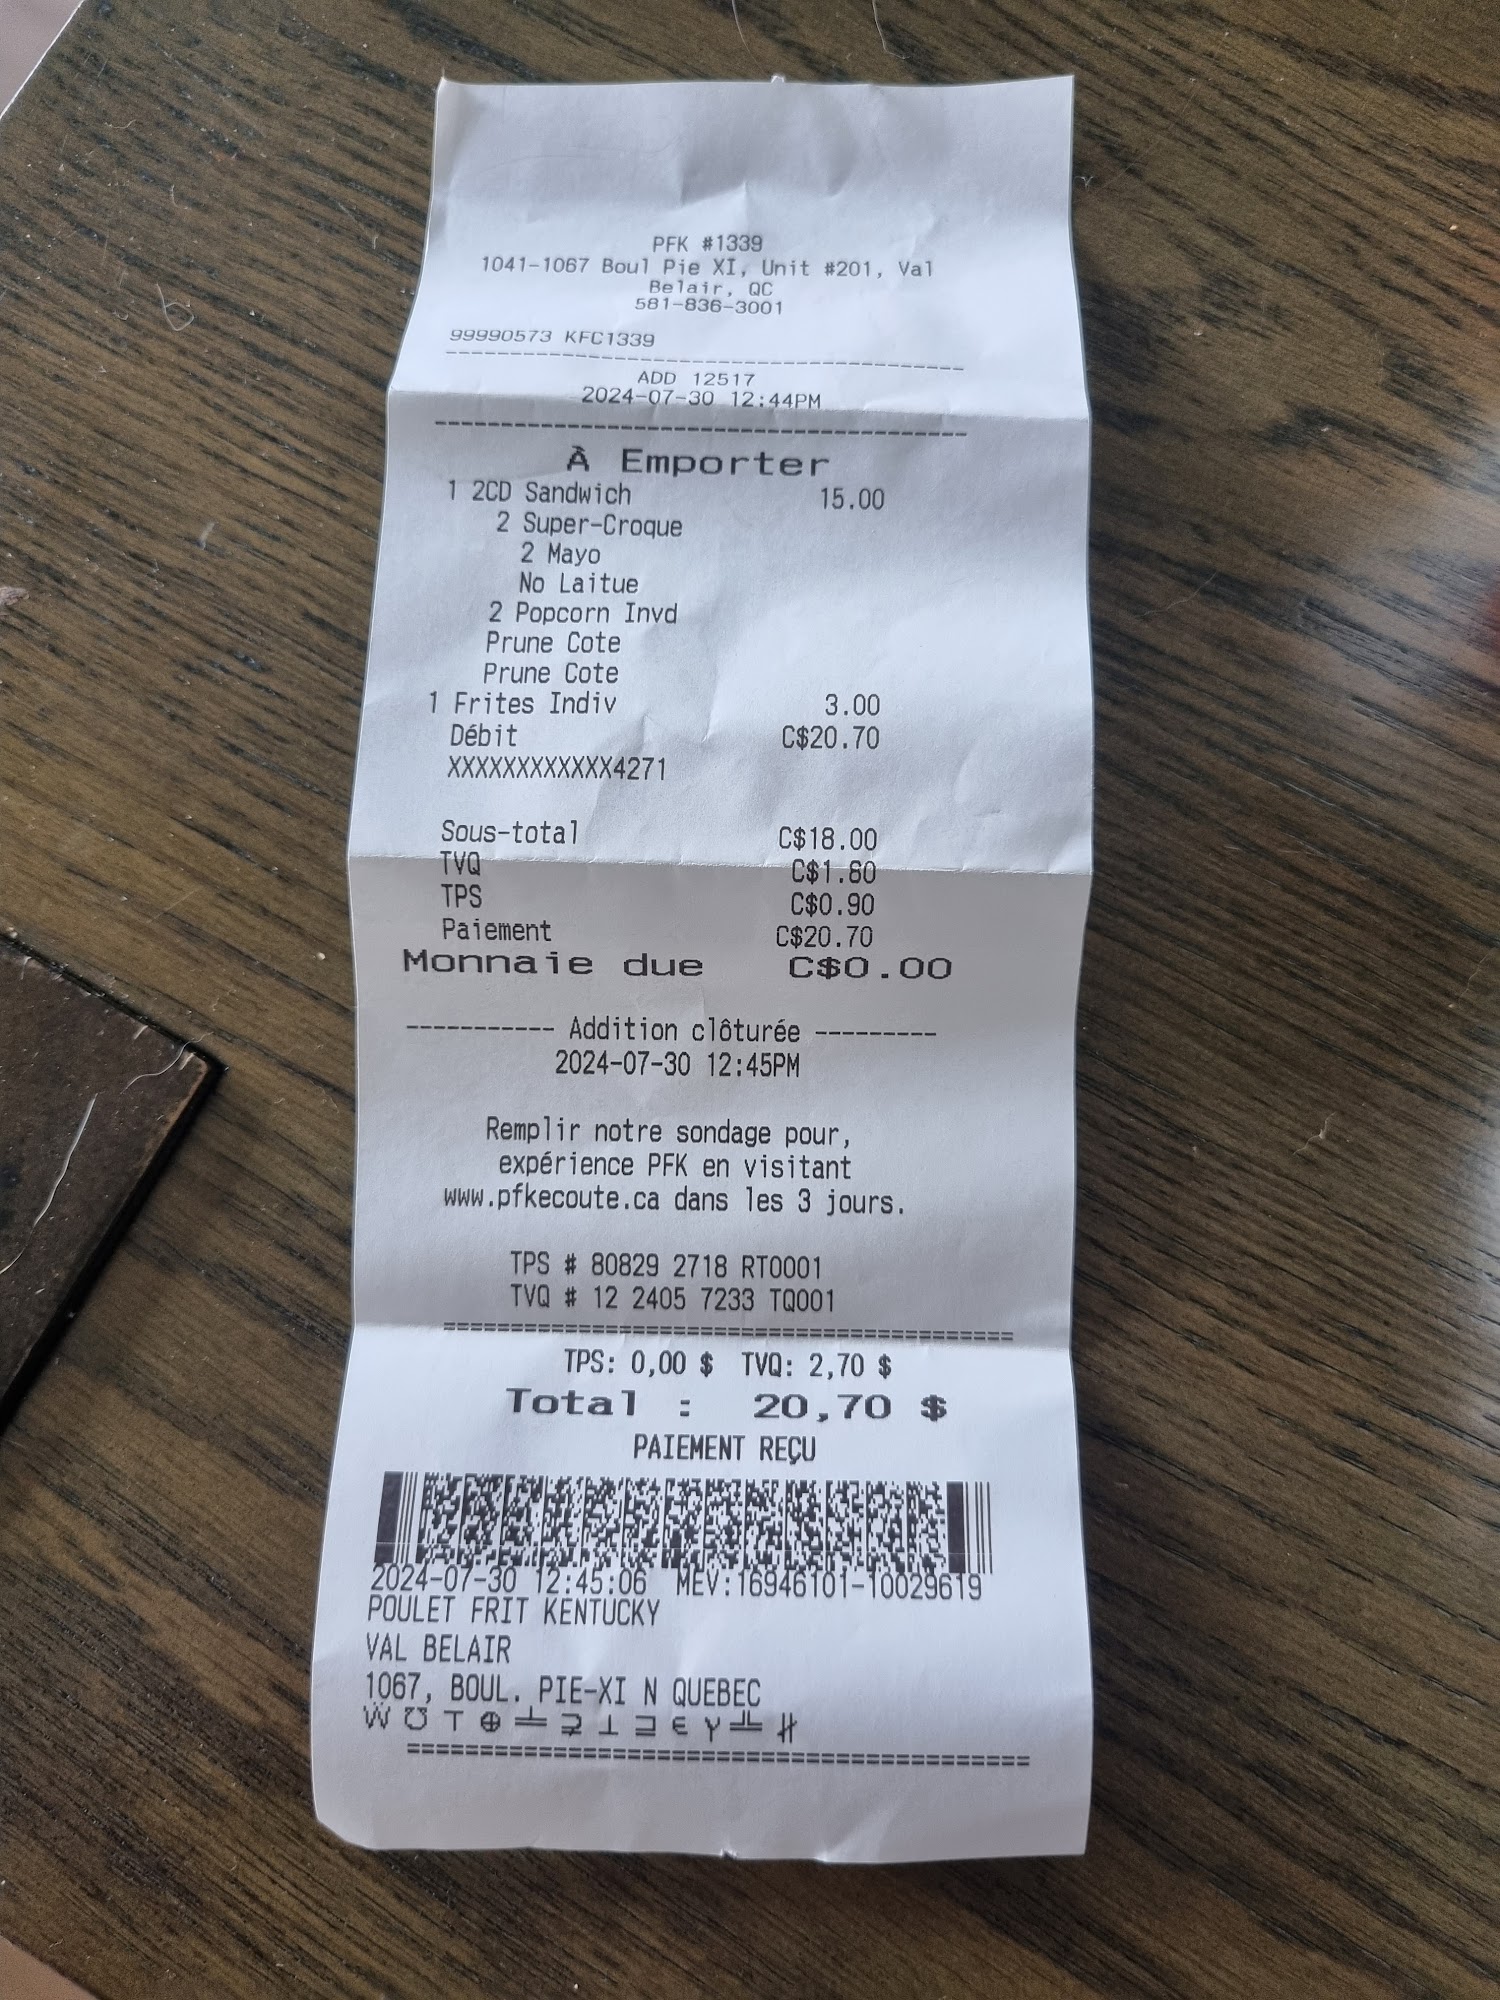 PFK #1339
1041-1067 Boul Pie XI, Unit #201, Val
Belair, QC
581-836-3001
99990573 KFC1339
----------------------------------------
ADD 12517
2024-07-30 12:44PM
----------------------------------------
À Emporter
1 2CD Sandwich 15.00
2 Super-Croque
2 Mayo
No Laitue
2 Popcorn Invd
Prune Cote
Prune Cote
1 Frites Indiv 3.00
Débit C$20.70
XXXXXXXXXXXX4271
Sous-total C$18.00
TVQ C$1.80
TPS C$0.90
Paiement C$20.70
Monnaie due C$0.00
----------- Addition clôturée ---------
2024-07-30 12:45PM
Remplir notre sondage pour,
expérience PFK en visitant
www.pfkecoute.ca dans les 3 jours.
TPS # 80829 2718 RT0001
TVQ # 12 2405 7233 TQ001
==========================================
TPS: 0,00 $ TVQ: 2,70 $
Total : 20,70 $
PAIEMENT REÇU
2024-07-30 12:45:06 MEV:16946101-10029619
POULET FRIT KENTUCKY
VAL BELAIR
1067, BOUL. PIE-XI N QUEBEC
==============================================